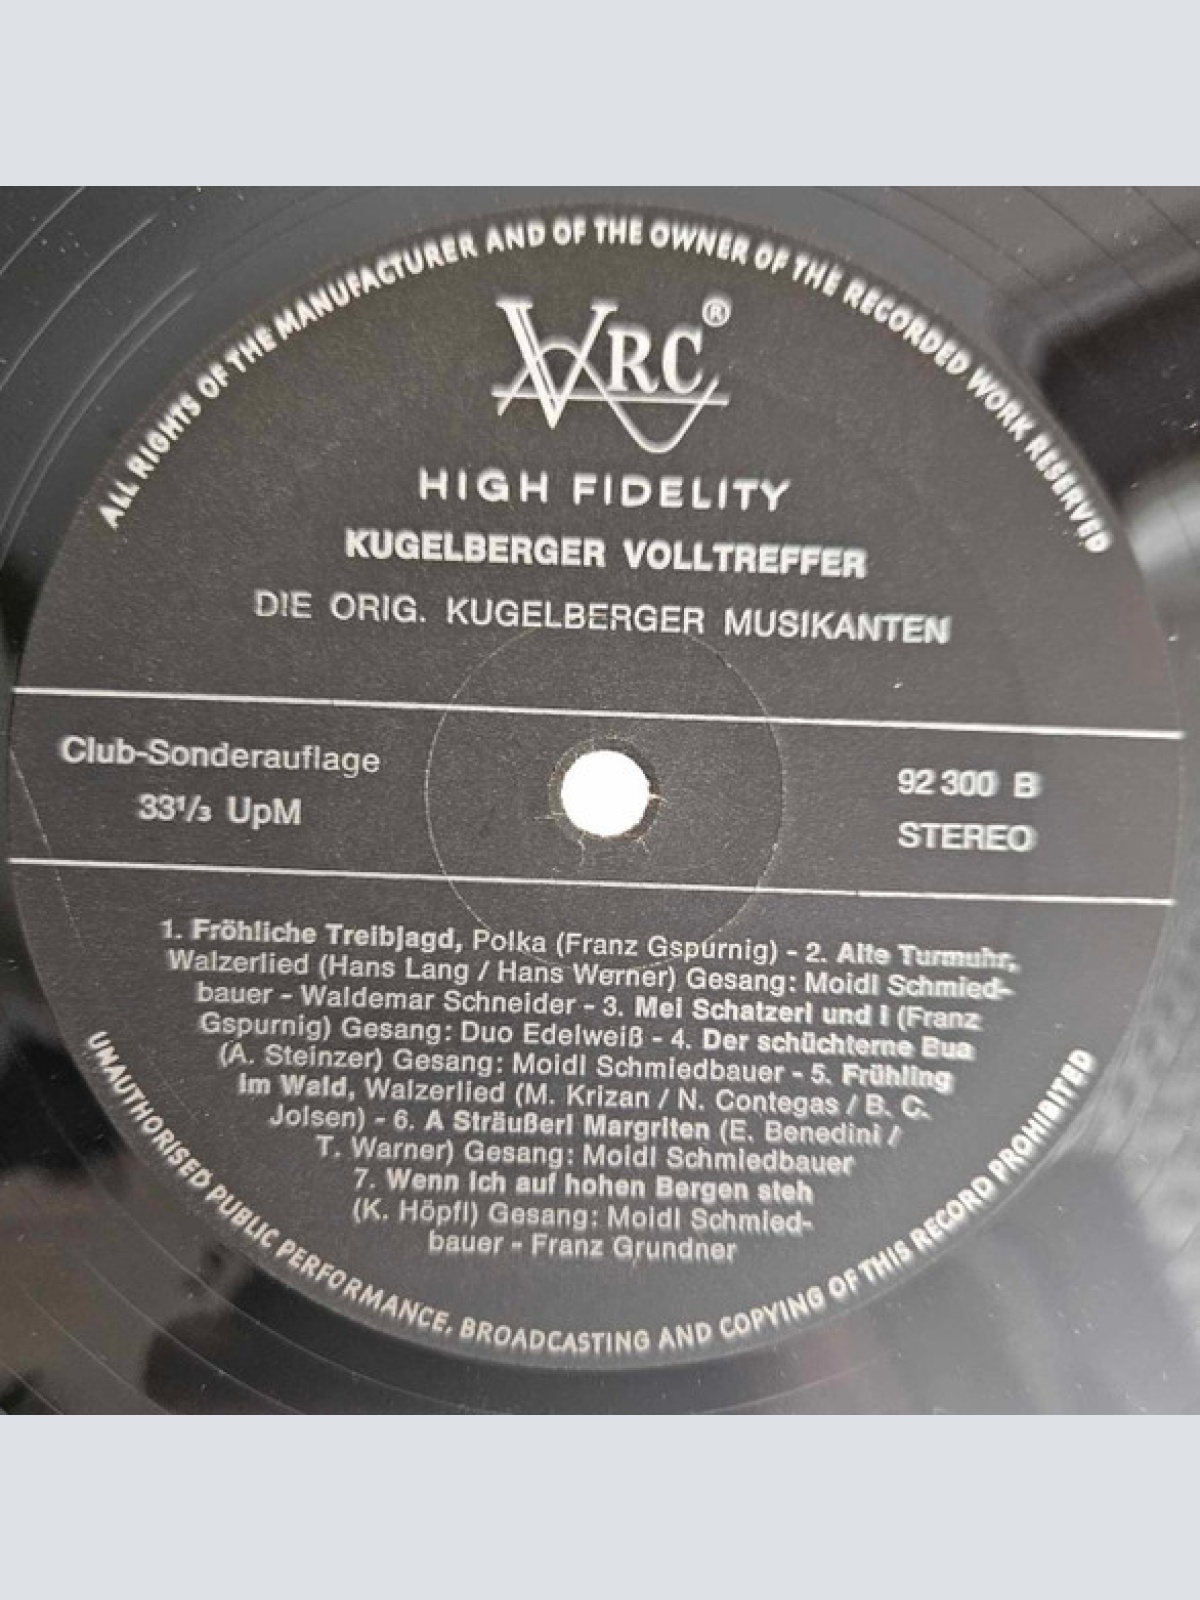 ALL RIGHTS OF THE MANUFACTURER AND OF THE OWNER OF THE RECORDED WORK RESERVED
VRC®
HIGH FIDELITY
KUGELBERGER VOLLTREFFER
DIE ORIG. KUGELBERGER MUSIKANTEN
Club-Sonderauflage
33 1/3 UpM
92 300 B
STEREO
1. Fröhliche Treibjagd, Polka (Franz Gspurnig) - 2. Alte Turmuhr,
Walzerlied (Hans Lang / Hans Werner) Gesang: Moidl Schmied-
bauer - Waldemar Schneider - 3. Mei Schatzerl und I (Franz
Gspurnig) Gesang: Duo Edelweiß - 4. Der schüchterne Bua
(A. Steinzer) Gesang: Moidl Schmiedbauer - 5. Frühling
im Wald, Walzerlied (M. Krizan / N. Contegas / B. C.
Jolsen) - 6. A Sträußerl Margriten (E. Benedini /
T. Warner) Gesang: Moidl Schmiedbauer
7. Wenn ich auf hohen Bergen steh
(K. Höpfl) Gesang: Moidl Schmied-
bauer - Franz Grundner
UNAUTHORISED PUBLIC PERFORMANCE, BROADCASTING AND COPYING OF THIS RECORD PROHIBITED